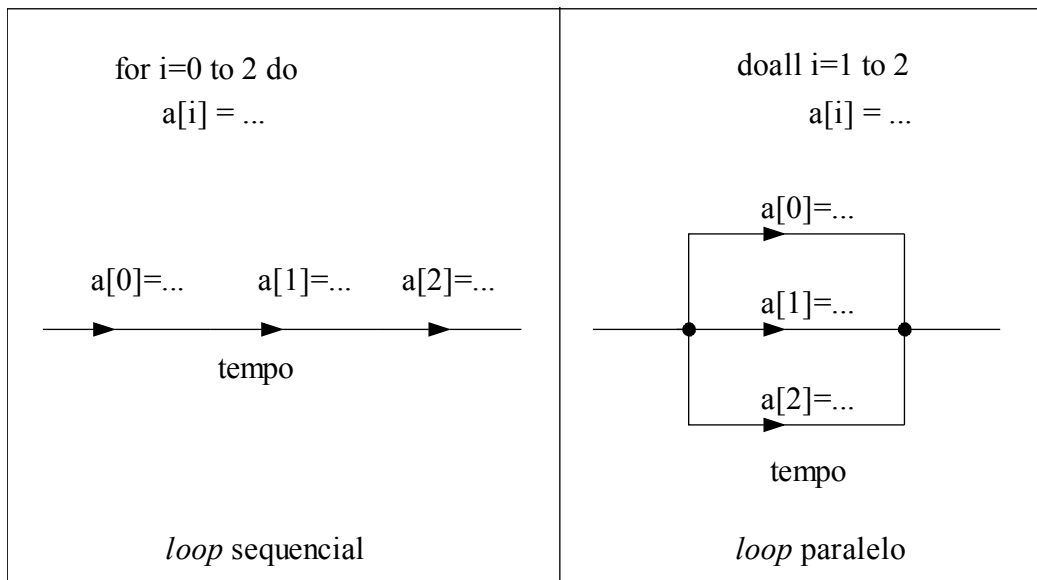 for i=0 to 2 do
a[i] = ...
a[0]=... a[1]=... a[2]=...
tempo
loop sequencial
doall i=1 to 2
a[i] = ...
a[0]=...
a[1]=...
a[2]=...
tempo
loop paralelo